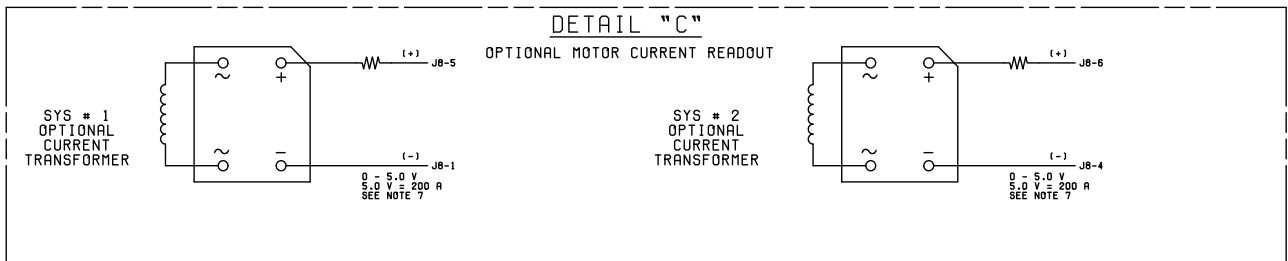 DETAIL "C"
OPTIONAL MOTOR CURRENT READOUT
SYS # 1
OPTIONAL
CURRENT
TRANSFORMER
~
+
(+)
J8-5
~
−
(-)
J8-1
0 - 5.0 V
5.0 V = 200 A
SEE NOTE 7
SYS # 2
OPTIONAL
CURRENT
TRANSFORMER
~
+
(+)
J8-6
~
−
(-)
J8-4
0 - 5.0 V
5.0 V = 200 A
SEE NOTE 7